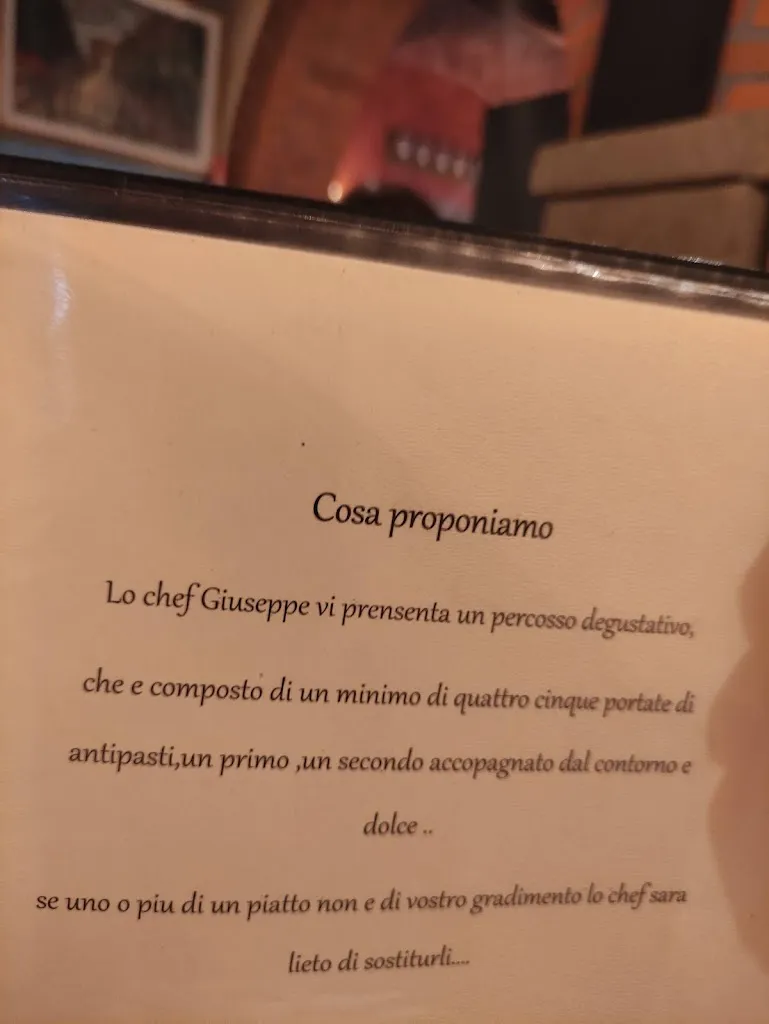 Cosa proponiamo
Lo chef Giuseppe vi prensenta un percosso degustativo,
che e composto di un minimo di quattro cinque portate di
antipasti,un primo ,un secondo accopagnato dal contorno e
dolce ..
se uno o piu di un piatto non e di vostro gradimento lo chef sara
lieto di sostiturli....